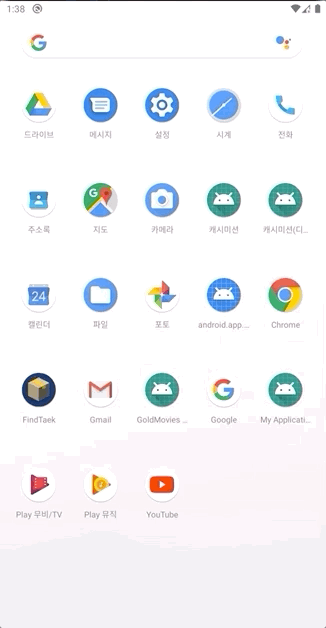 1:38
드라이브
메시지
설정
시계
전화
주소록
지도
카메라
캐시미션
캐시미션(디...
24
캘린더
파일
포토
android.app....
Chrome
FindTaek
Gmail
GoldMovies ...
Google
My Applicati...
Play 무비/TV
Play 뮤직
YouTube